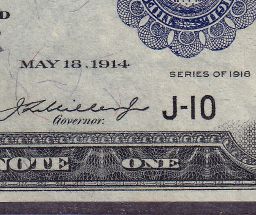 MAY 18, 1914
SERIES OF 1918
J-10
Governor.
NOTE ONE